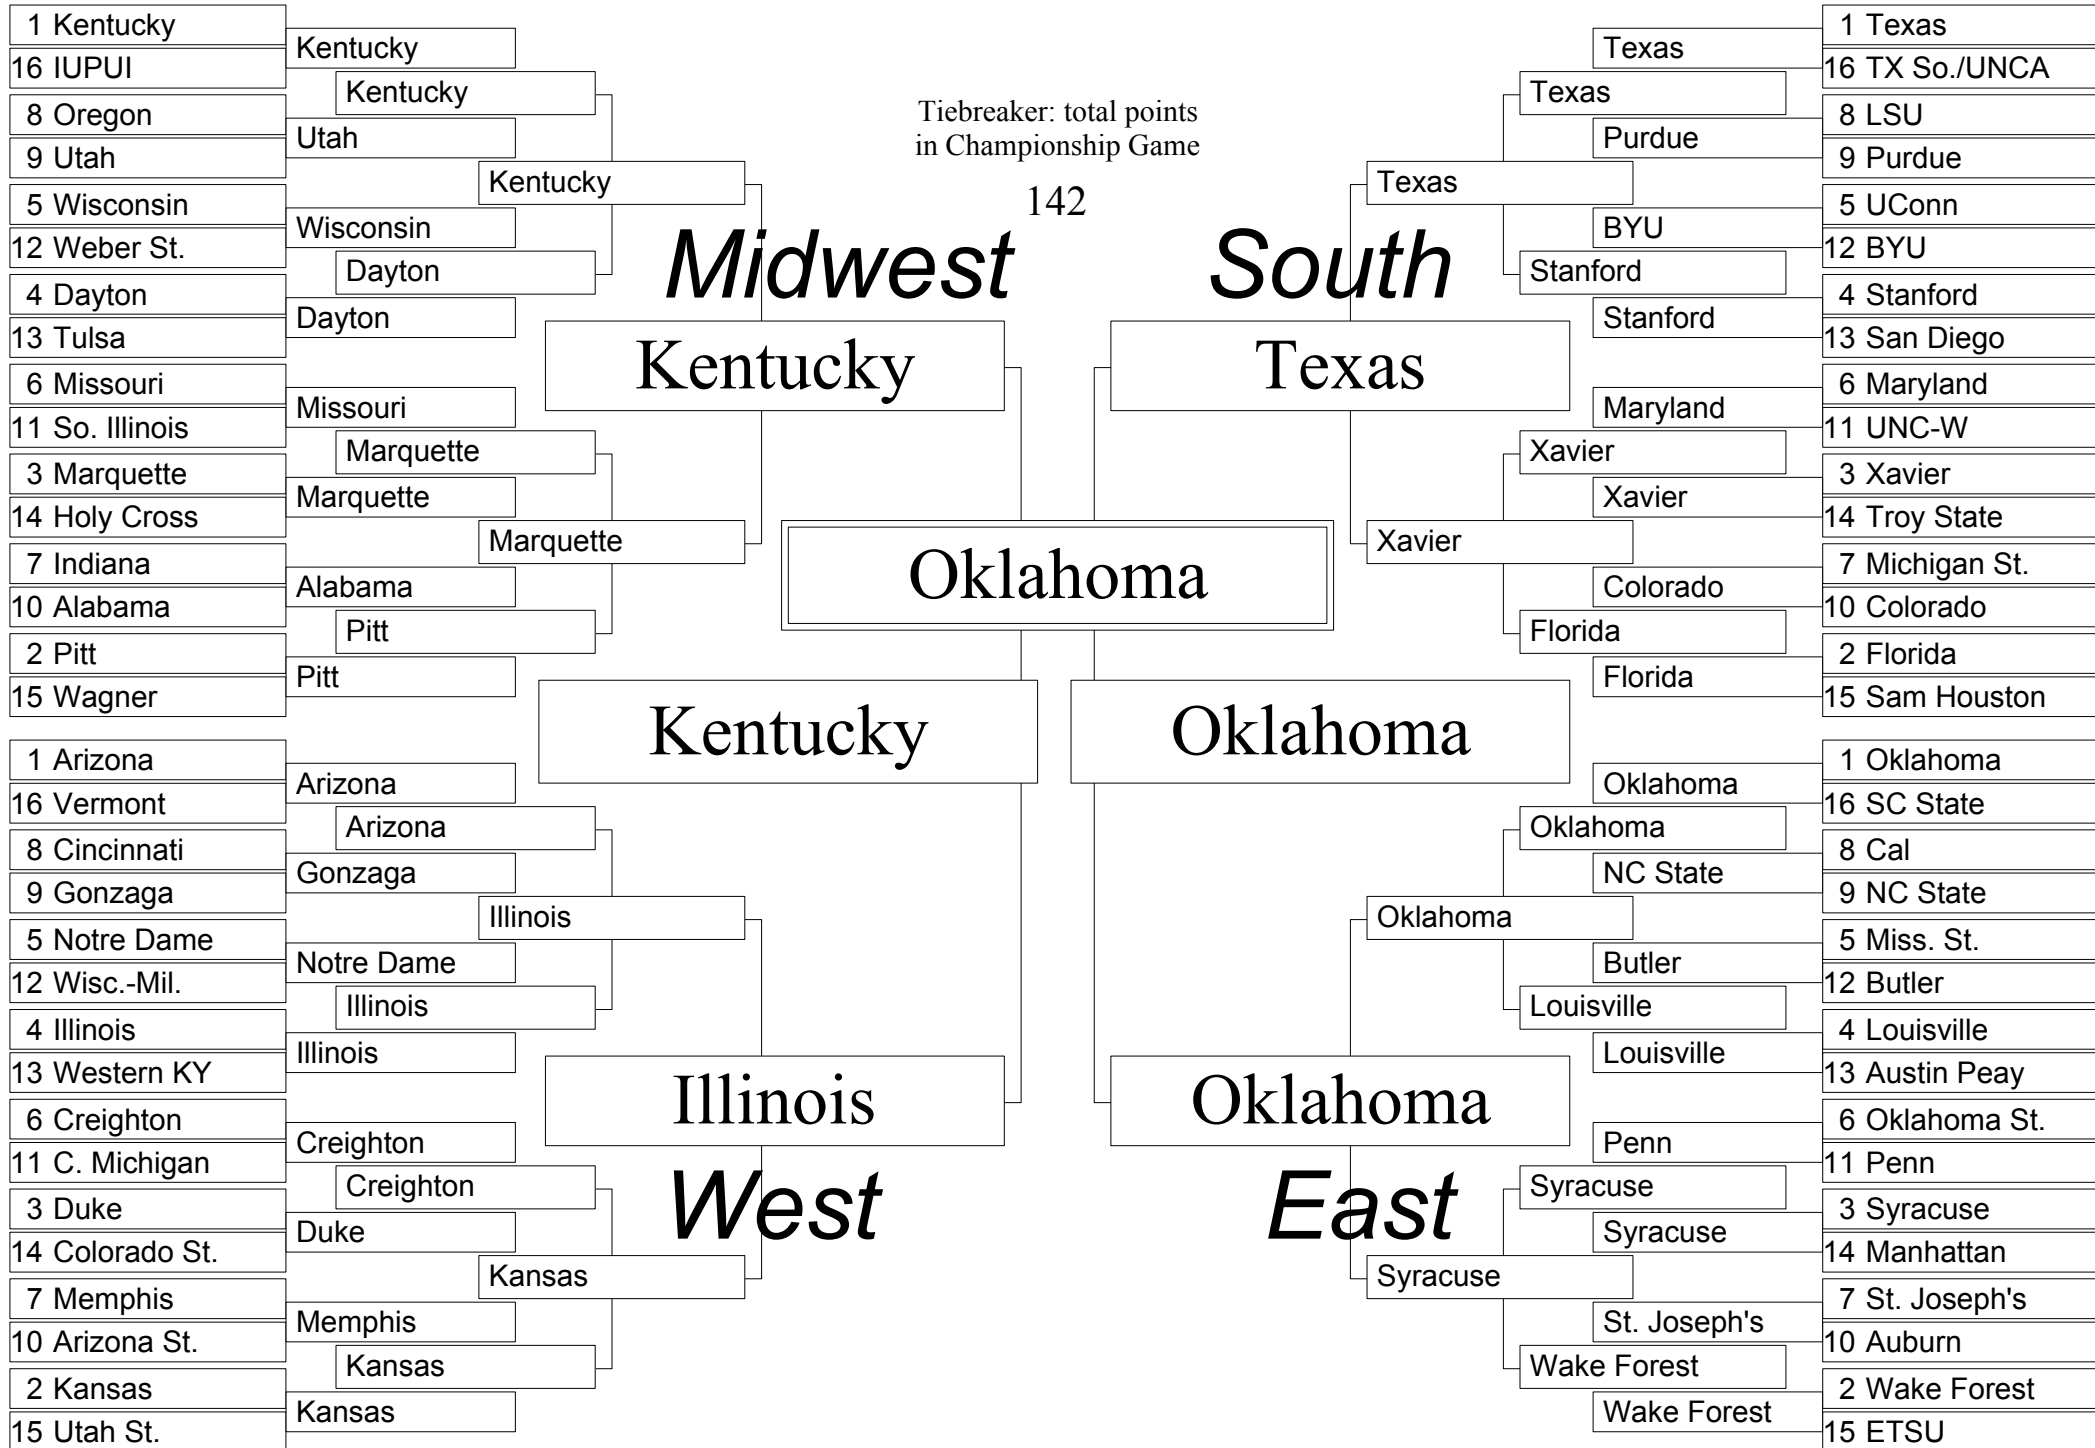 1 Kentucky
16 IUPUI
8 Oregon
9 Utah
5 Wisconsin
12 Weber St.
4 Dayton
13 Tulsa
6 Missouri
11 So. Illinois
3 Marquette
14 Holy Cross
7 Indiana
10 Alabama
2 Pitt
15 Wagner
Kentucky
Utah
Wisconsin
Dayton
Missouri
Marquette
Alabama
Pitt
Kentucky
Dayton
Marquette
Pitt
Kentucky
Marquette
Midwest
Kentucky
1 Arizona
16 Vermont
8 Cincinnati
9 Gonzaga
5 Notre Dame
12 Wisc.-Mil.
4 Illinois
13 Western KY
6 Creighton
11 C. Michigan
3 Duke
14 Colorado St.
7 Memphis
10 Arizona St.
2 Kansas
15 Utah St.
Arizona
Gonzaga
Notre Dame
Illinois
Creighton
Duke
Memphis
Kansas
Arizona
Illinois
Creighton
Kansas
Illinois
Kansas
Illinois
West
Tiebreaker: total points
in Championship Game
142
Oklahoma
Kentucky
Oklahoma
South
Texas
Texas
Xavier
Texas
Stanford
Xavier
Florida
Texas
Purdue
BYU
Stanford
Maryland
Xavier
Colorado
Florida
1 Texas
16 TX So./UNCA
8 LSU
9 Purdue
5 UConn
12 BYU
4 Stanford
13 San Diego
6 Maryland
11 UNC-W
3 Xavier
14 Troy State
7 Michigan St.
10 Colorado
2 Florida
15 Sam Houston
Oklahoma
East
Oklahoma
Syracuse
Oklahoma
Louisville
Syracuse
Wake Forest
Oklahoma
NC State
Butler
Louisville
Penn
Syracuse
St. Joseph's
Wake Forest
1 Oklahoma
16 SC State
8 Cal
9 NC State
5 Miss. St.
12 Butler
4 Louisville
13 Austin Peay
6 Oklahoma St.
11 Penn
3 Syracuse
14 Manhattan
7 St. Joseph's
10 Auburn
2 Wake Forest
15 ETSU